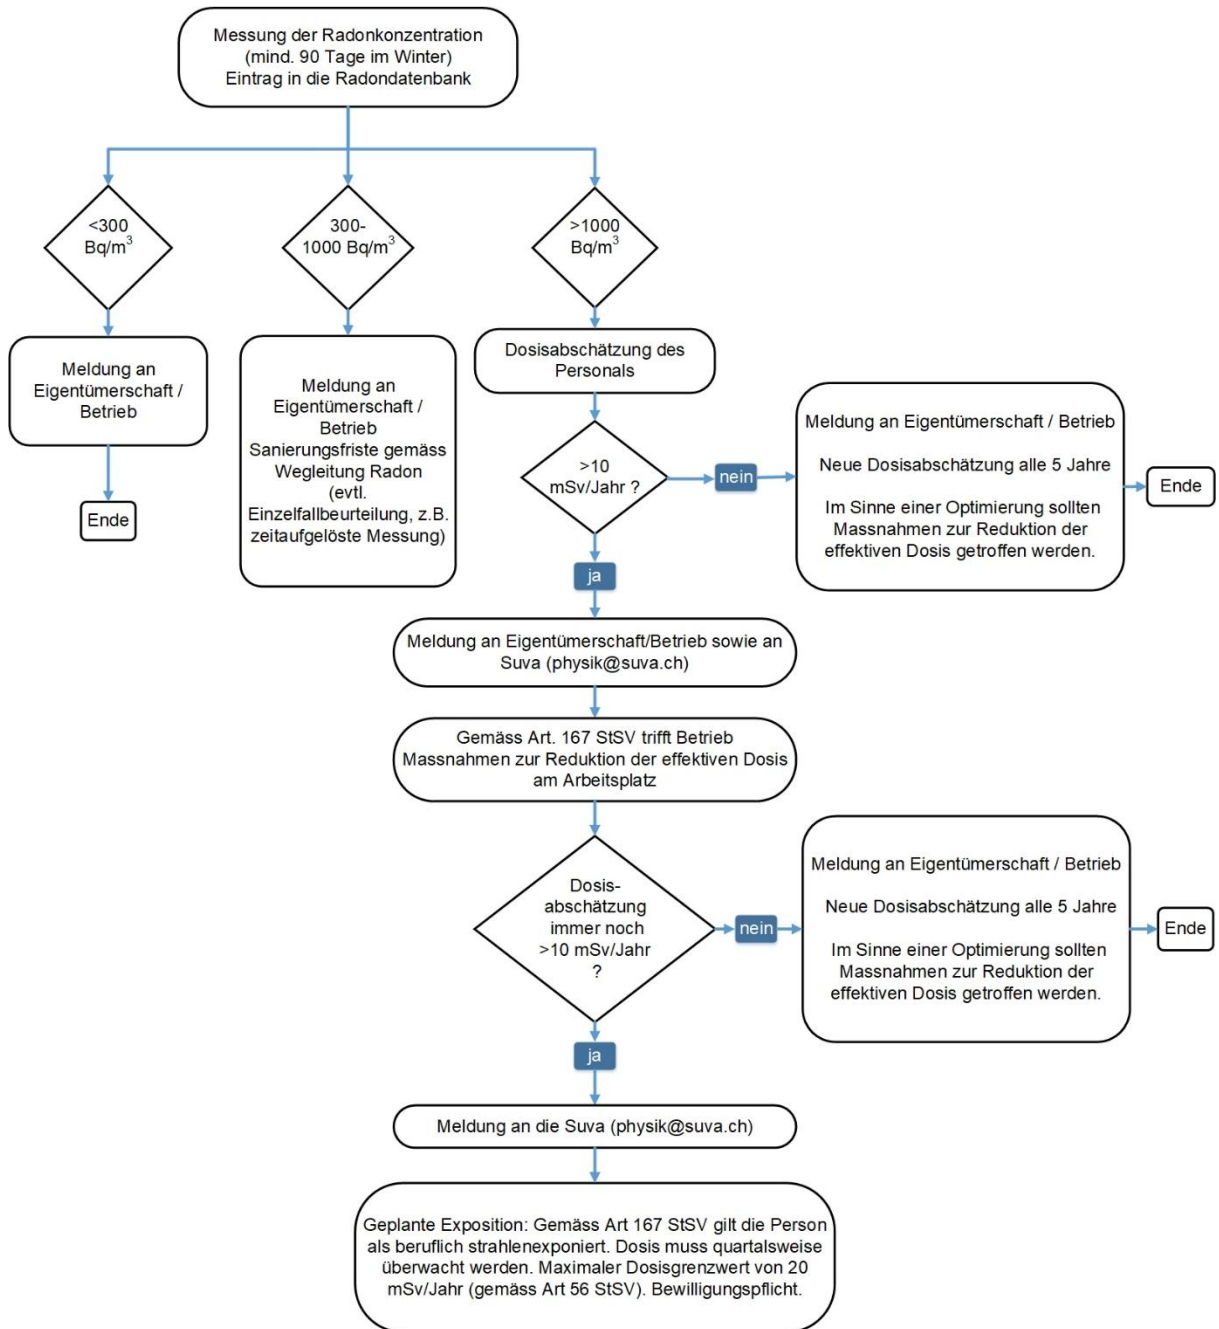 Messung der Radonkonzentration
(mind. 90 Tage im Winter)
Eintrag in die Radondatenbank
<300
Bq/m³
300-
1000 Bq/m³
>1000
Bq/m³
Meldung an
Eigentümerschaft /
Betrieb
Ende
Meldung an
Eigentümerschaft /
Betrieb
Sanierungsfriste gemäss
Wegleitung Radon
(evtl.
Einzelfallbeurteilung, z.B.
zeitaufgelöste Messung)
Dosisabschätzung des
Personals
>10
mSv/Jahr ?
nein
Meldung an Eigentümerschaft / Betrieb
Neue Dosisabschätzung alle 5 Jahre
Im Sinne einer Optimierung sollten
Massnahmen zur Reduktion der
effektiven Dosis getroffen werden.
Ende
ja
Meldung an Eigentümerschaft/Betrieb sowie an
Suva (physik@suva.ch)
Gemäss Art. 167 StSV trifft Betrieb
Massnahmen zur Reduktion der effektiven Dosis
am Arbeitsplatz
Dosis-
abschätzung
immer noch
>10 mSv/Jahr
?
nein
Meldung an Eigentümerschaft / Betrieb
Neue Dosisabschätzung alle 5 Jahre
Im Sinne einer Optimierung sollten
Massnahmen zur Reduktion der
effektiven Dosis getroffen werden.
Ende
ja
Meldung an die Suva (physik@suva.ch)
Geplante Exposition: Gemäss Art 167 StSV gilt die Person
als beruflich strahlenexponiert. Dosis muss quartalsweise
überwacht werden. Maximaler Dosisgrenzwert von 20
mSv/Jahr (gemäss Art 56 StSV). Bewilligungspflicht.